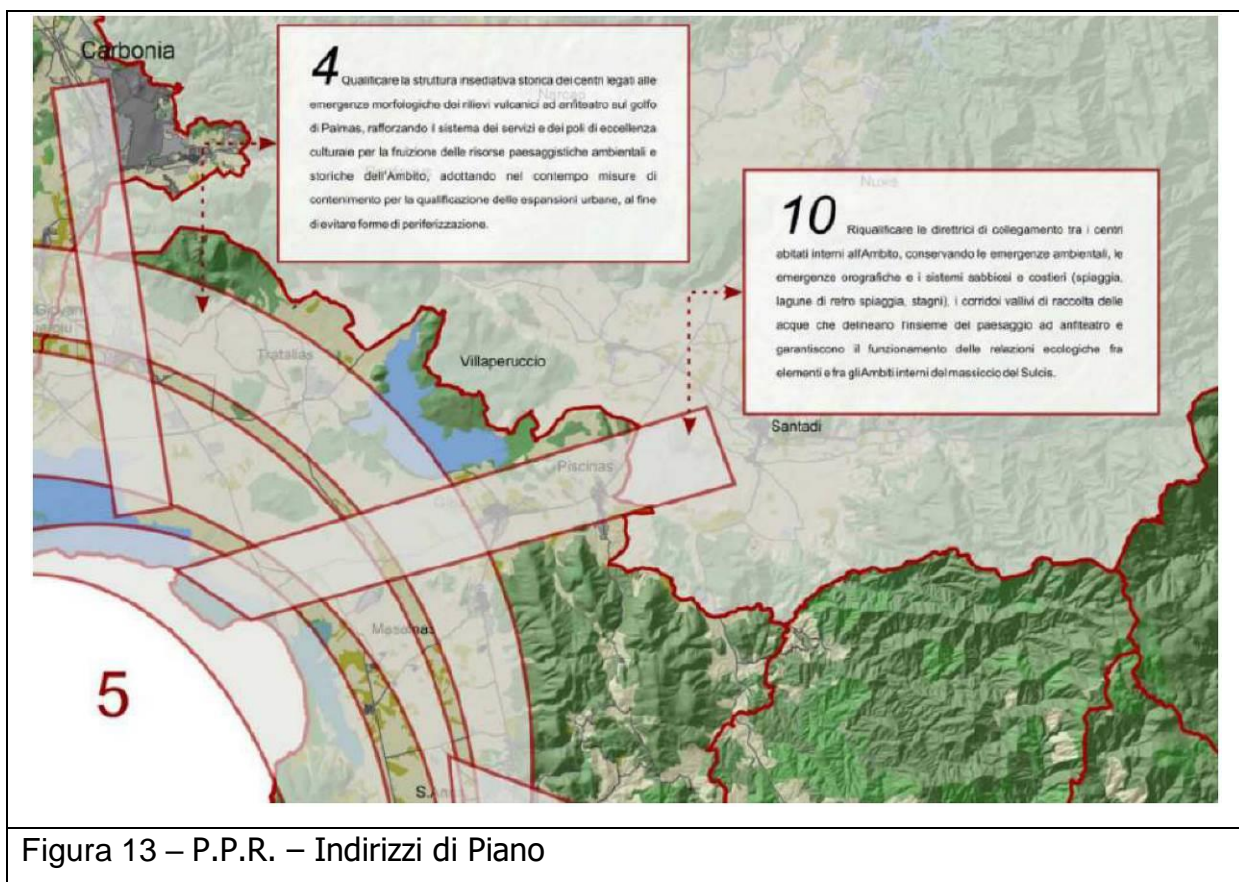 Carbonia
4 Qualificare la struttura insediativa storica dei centri legati alle
emergenze morfologiche dei rilievi vulcanici ad anfiteatro sul golfo
di Palmas, rafforzando il sistema dei servizi e dei poli di eccellenza
culturale per la fruizione delle risorse paesaggistiche ambientali e
storiche dell'Ambito, adottando nel contempo misure di
contenimento per la qualificazione delle espansioni urbane, al fine
di evitare forme di periferizzazione.
Narcao
Nuxis
10 Riqualificare le direttrici di collegamento tra i centri
abitati interni all'Ambito, conservando le emergenze ambientali, le
emergenze orografiche e i sistemi sabbiosi e costieri (spiaggia,
lagune di retro spiaggia, stagni), i corridoi vallivi di raccolta delle
acque che delineano l'insieme del paesaggio ad anfiteatro e
garantiscono il funzionamento delle relazioni ecologiche fra
elementi e fra gli Ambiti interni del massiccio del Sulcis.
Tratalias
Villaperuccio
Santadi
Piscinas
Masainas
5
Figura 13 – P.P.R. – Indirizzi di Piano